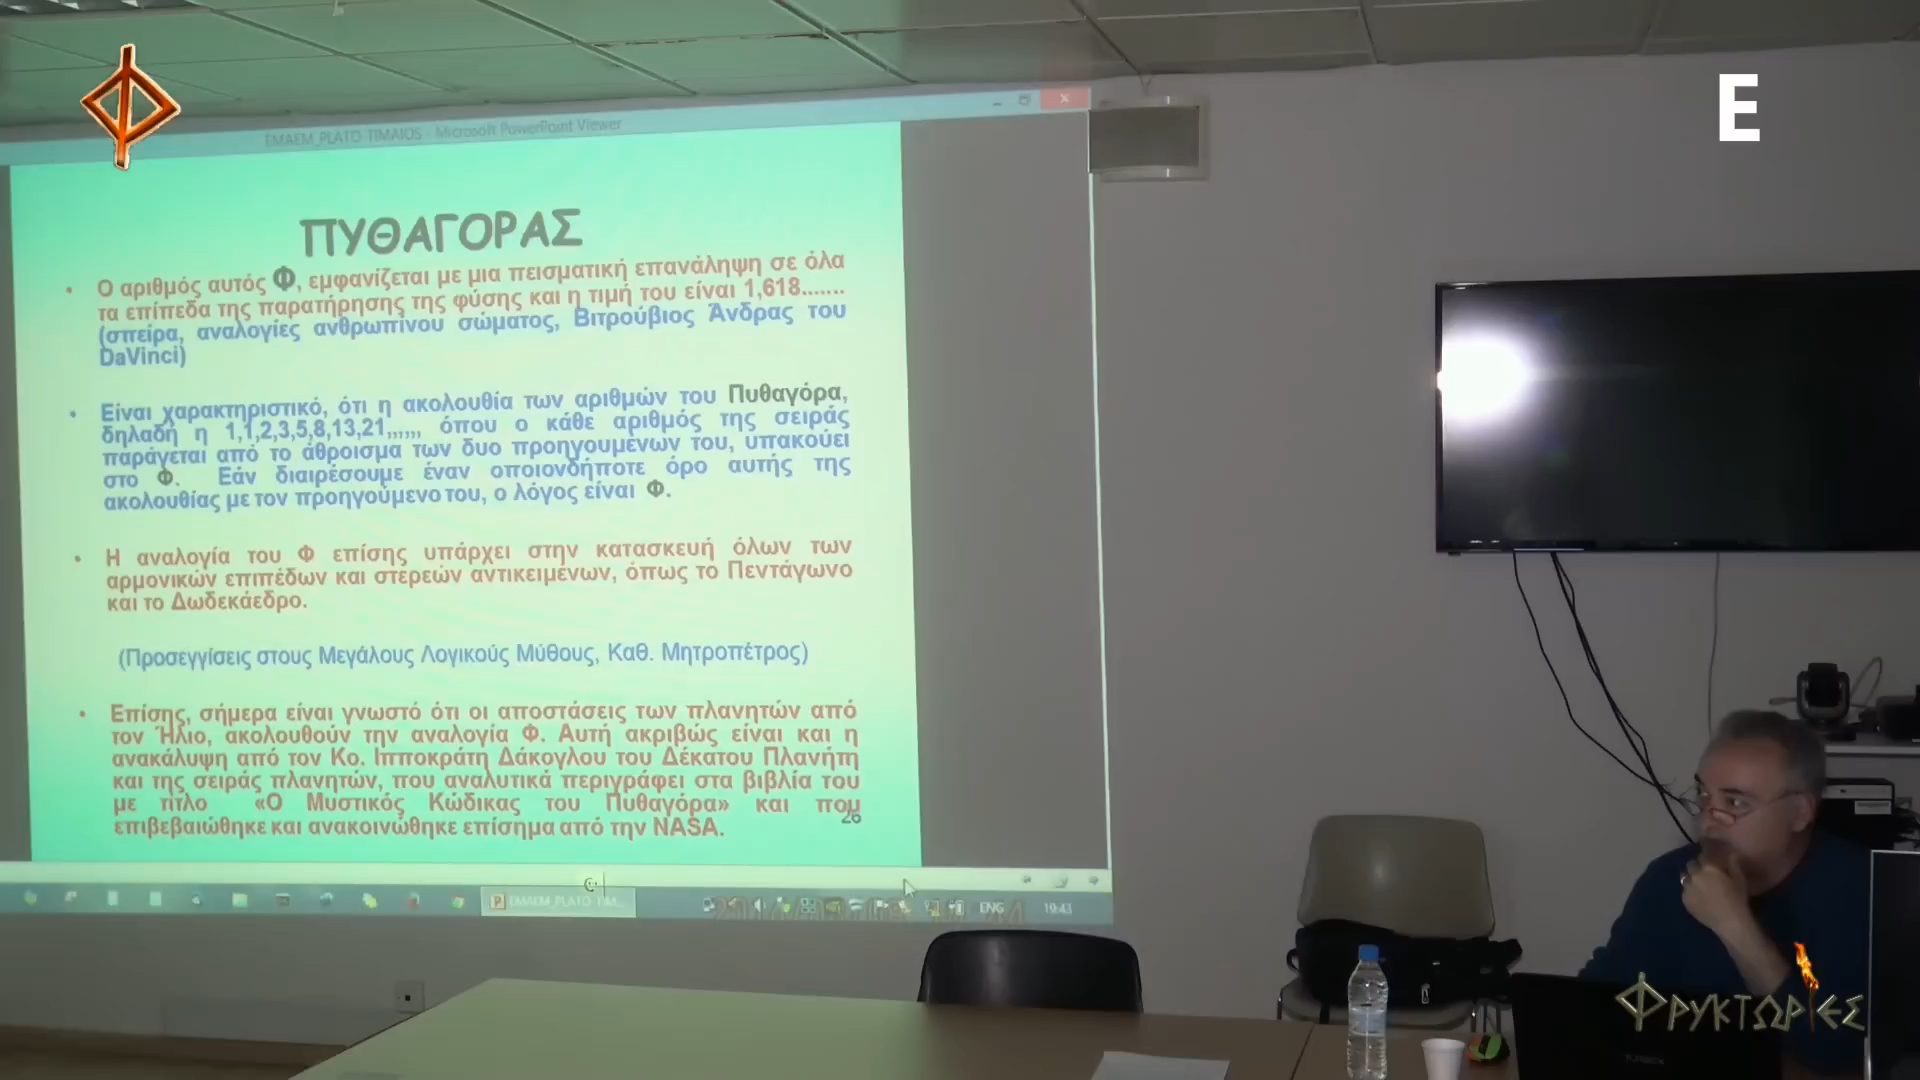 E
EMAEM_PLATO TIMAIOS - Microsoft PowerPoint Viewer
ΠΥΘΑΓΟΡΑΣ
• Ο αριθμός αυτός Φ, εμφανίζεται με μια πεισματική επανάληψη σε όλα
τα επίπεδα της παρατήρησης της φύσης και η τιμή του είναι 1,618.......
(σπείρα, αναλογίες ανθρωπίνου σώματος, Βιτρούβιος Άνδρας του
DaVinci)
• Είναι χαρακτηριστικό, ότι η ακολουθία των αριθμών του Πυθαγόρα,
δηλαδή η 1,1,2,3,5,8,13,21,,,,,, όπου ο κάθε αριθμός της σειράς
παράγεται από το άθροισμα των δυο προηγουμένων του, υπακούει
στο Φ. Εάν διαιρέσουμε έναν οποιονδήποτε όρο αυτής της
ακολουθίας με τον προηγούμενο του, ο λόγος είναι Φ.
• Η αναλογία του Φ επίσης υπάρχει στην κατασκευή όλων των
αρμονικών επιπέδων και στερεών αντικειμένων, όπως το Πεντάγωνο
και το Δωδεκάεδρο.
(Προσεγγίσεις στους Μεγάλους Λογικούς Μύθους, Καθ. Μητροπέτρος)
• Επίσης, σήμερα είναι γνωστό ότι οι αποστάσεις των πλανητών από
τον Ήλιο, ακολουθούν την αναλογία Φ. Αυτή ακριβώς είναι και η
ανακάλυψη από τον Κο. Ιπποκράτη Δάκογλου του Δέκατου Πλανήτη
και της σειράς πλανητών, που αναλυτικά περιγράφει στα βιβλία του
με τίτλο «Ο Μυστικός Κώδικας του Πυθαγόρα» και που
επιβεβαιώθηκε και ανακοινώθηκε επίσημα από την NASA.
26
EMAEM_PLATO TIM...
ENG
19:43
ΦΡΥΚΤΩΡΙΕΣ